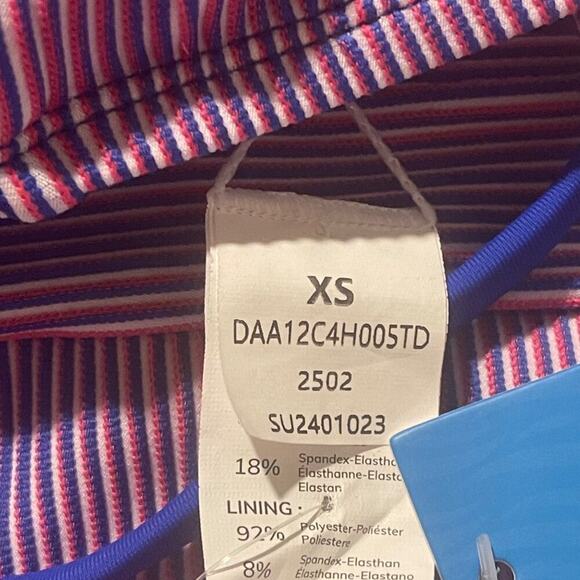 XS
DAA12C4H005TD
2502
SU2401023
18% Spandex-Elasthan
Élasthanne-Elasta
Elastan
LINING
92% Polyester-Poliéster
Poliestere
8% Spandex-Elasthan
Élasthanne-Elastano